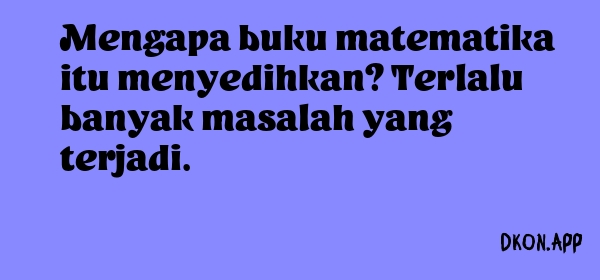 Mengapa buku matematika
itu menyedihkan? Terlalu
banyak masalah yang
terjadi.
DKON.APP